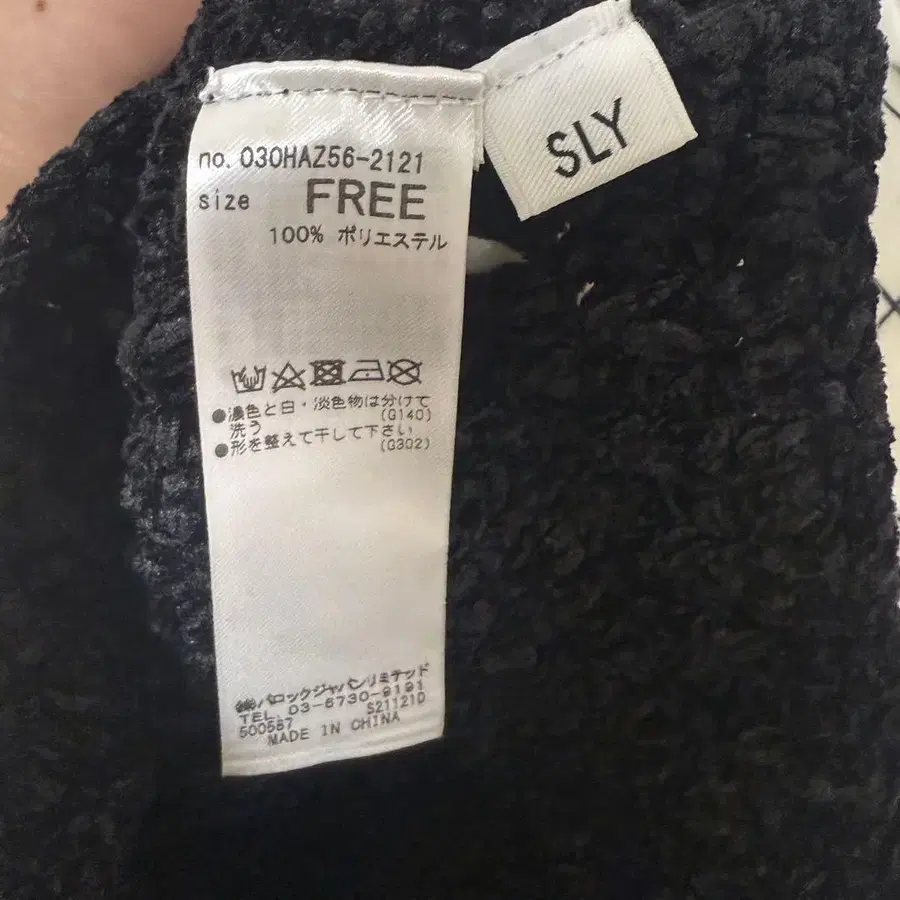 SLY
no. 030HAZ56-2121
size FREE
100% ポリエステル
●濃色と白・淡色物は分けて
洗う (G140)
●形を整えて干して下さい
(G302)
㈱バロックジャパンリミテッド
TEL. 03-6730-9191
500587 S211210
MADE IN CHINA